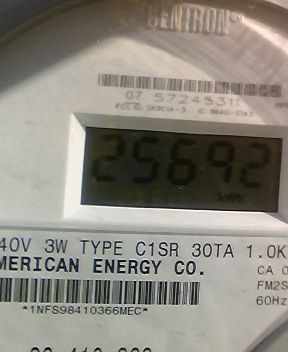 CENTRON®
07 57245311
25692
kWh
40V 3W TYPE C1SR 30TA 1.0K
MERICAN ENERGY CO.
CA 0
FM2S
60Hz
*1NFS98410366MEC*